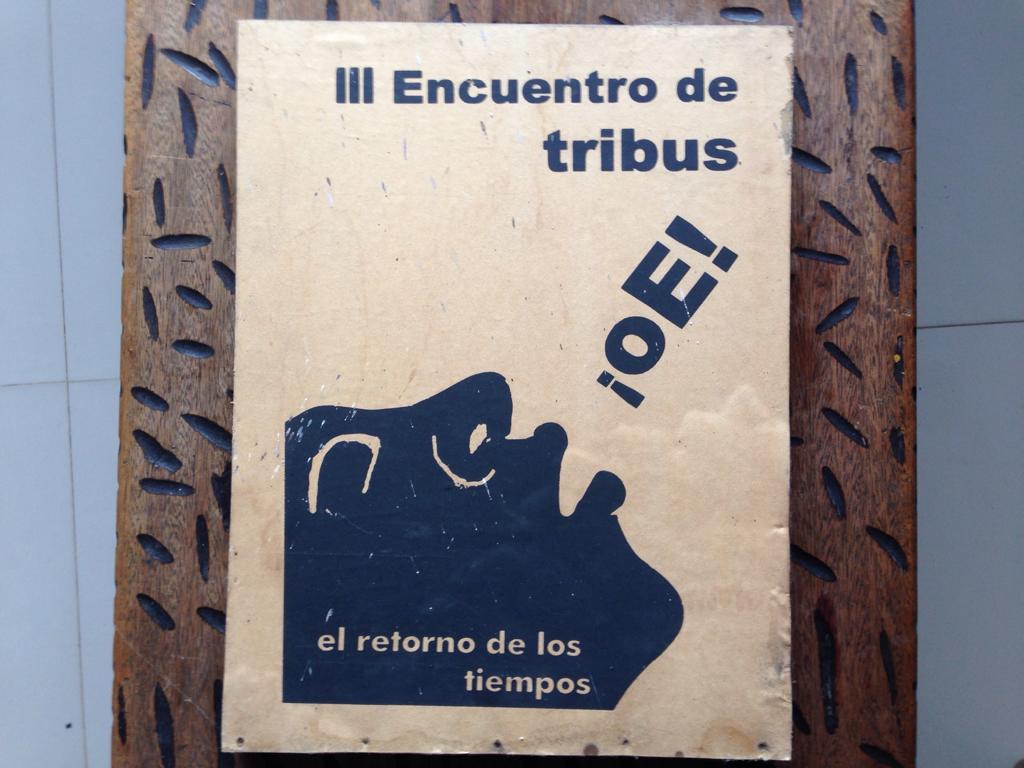 III Encuentro de
tribus
¡OE!
el retorno de los
tiempos